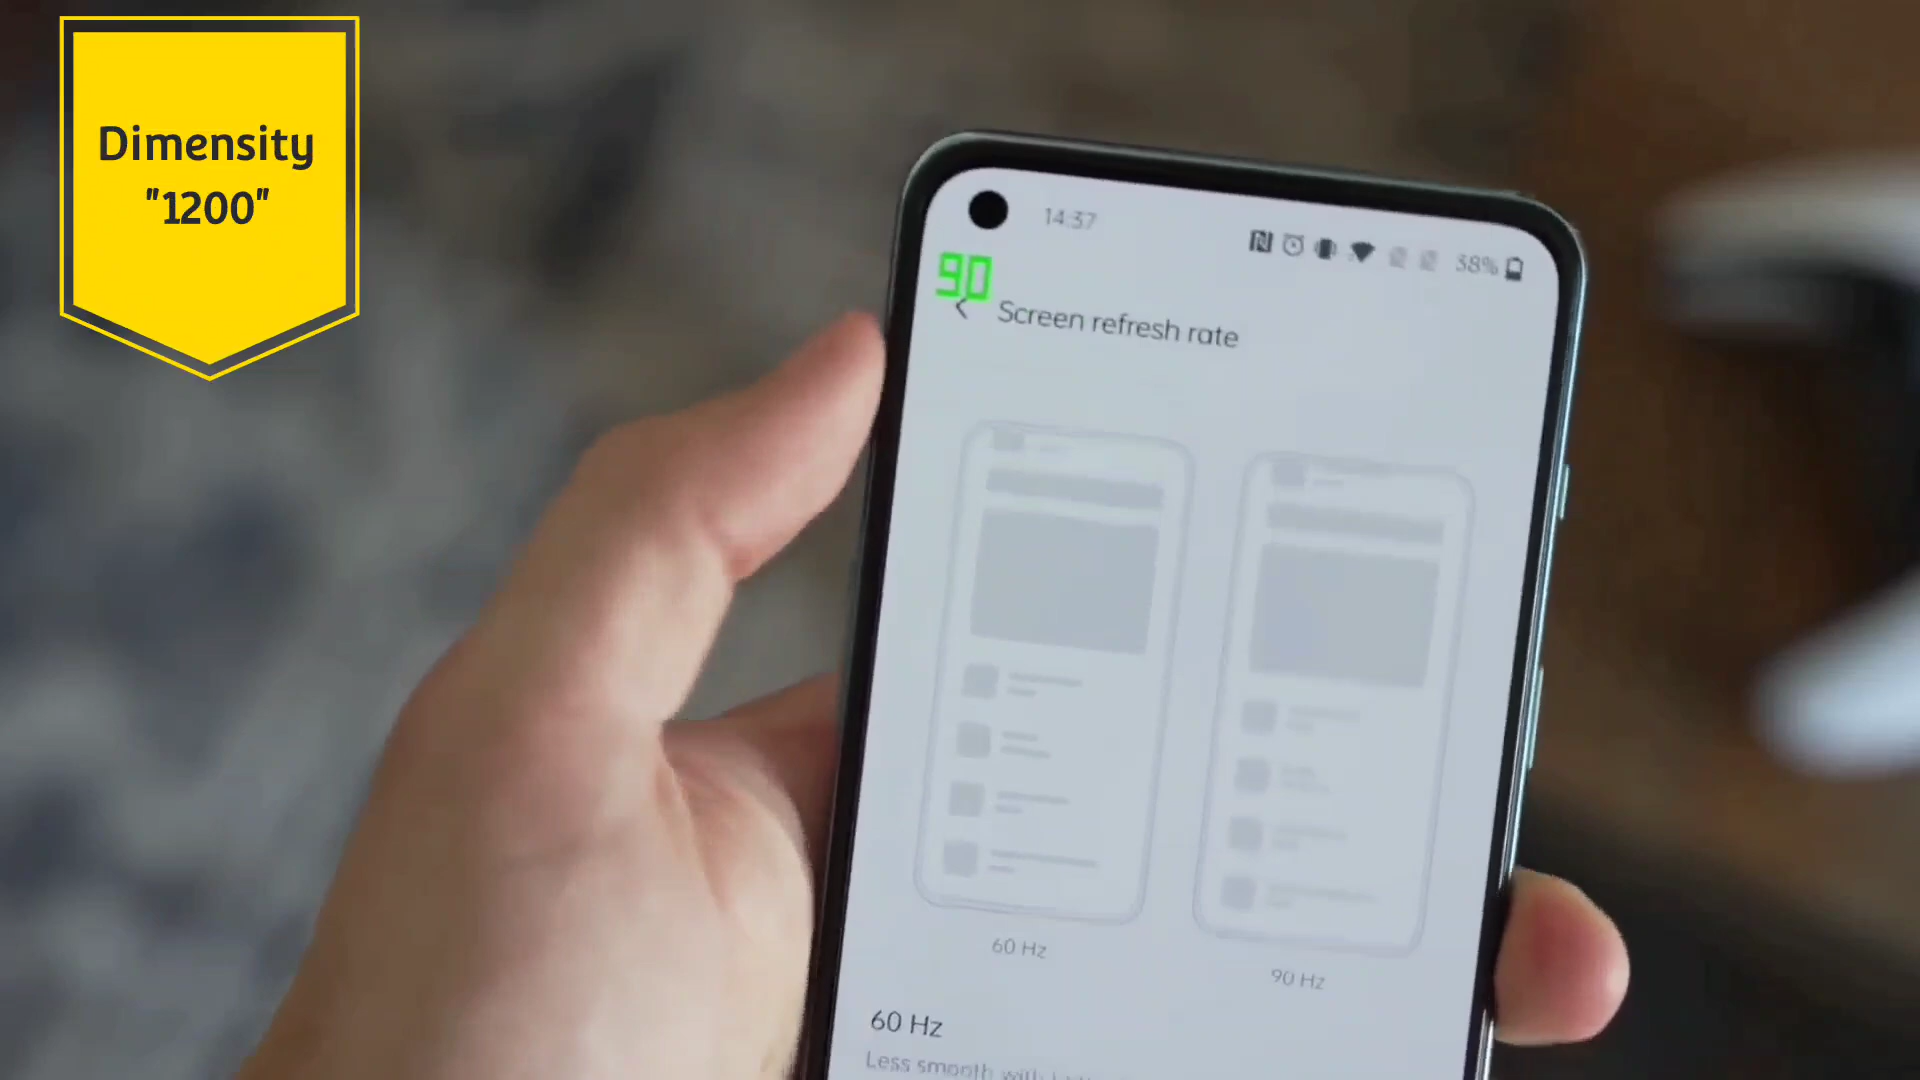 Dimensity
"1200"
14:37
38%
90
Screen refresh rate
60 Hz
90 Hz
60 Hz
Less smooth with